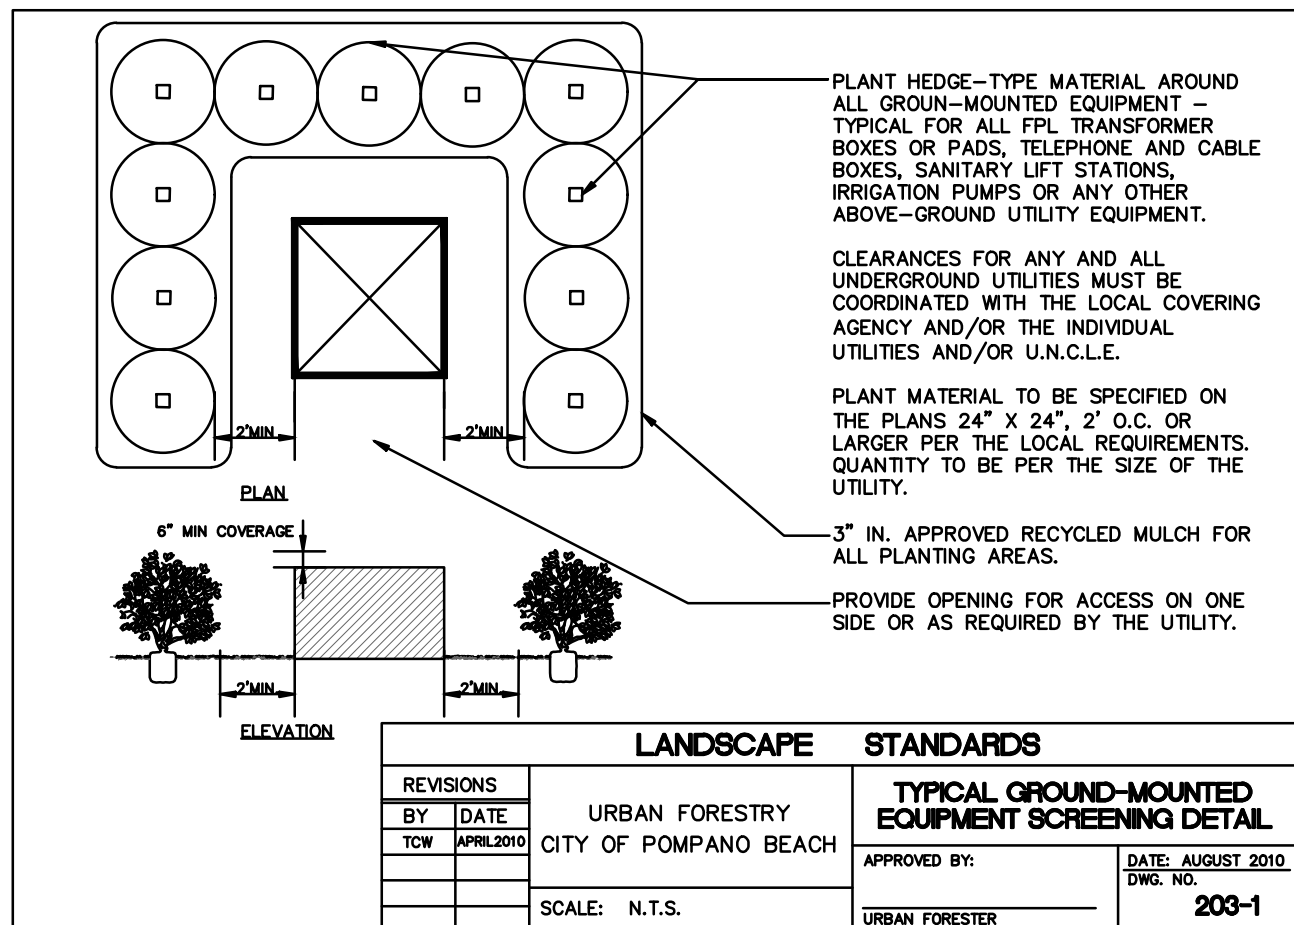 PLANT HEDGE-TYPE MATERIAL AROUND
ALL GROUN-MOUNTED EQUIPMENT -
TYPICAL FOR ALL FPL TRANSFORMER
BOXES OR PADS, TELEPHONE AND CABLE
BOXES, SANITARY LIFT STATIONS,
IRRIGATION PUMPS OR ANY OTHER
ABOVE-GROUND UTILITY EQUIPMENT.
CLEARANCES FOR ANY AND ALL
UNDERGROUND UTILITIES MUST BE
COORDINATED WITH THE LOCAL COVERING
AGENCY AND/OR THE INDIVIDUAL
UTILITIES AND/OR U.N.C.L.E.
PLANT MATERIAL TO BE SPECIFIED ON
THE PLANS 24" X 24", 2' O.C. OR
LARGER PER THE LOCAL REQUIREMENTS.
QUANTITY TO BE PER THE SIZE OF THE
UTILITY.
3" IN. APPROVED RECYCLED MULCH FOR
ALL PLANTING AREAS.
PROVIDE OPENING FOR ACCESS ON ONE
SIDE OR AS REQUIRED BY THE UTILITY.
2'MIN
2'MIN
PLAN
6" MIN COVERAGE
2'MIN
2'MIN
ELEVATION
LANDSCAPE STANDARDS
REVISIONS
BY DATE
TCW APRIL2010
URBAN FORESTRY
CITY OF POMPANO BEACH
SCALE: N.T.S.
TYPICAL GROUND-MOUNTED
EQUIPMENT SCREENING DETAIL
APPROVED BY:
URBAN FORESTER
DATE: AUGUST 2010
DWG. NO.
203-1